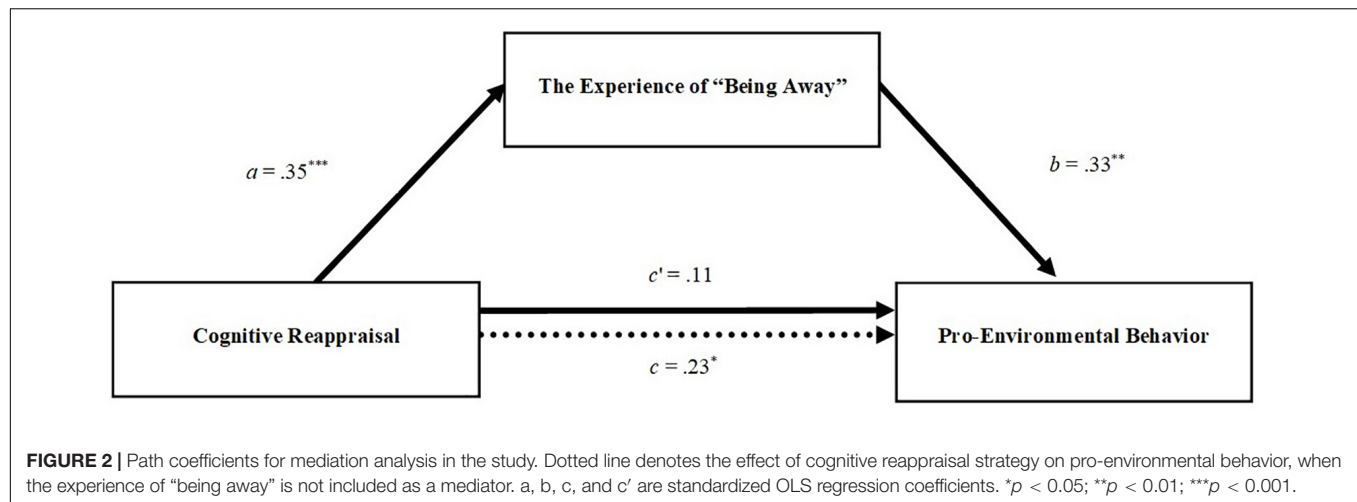 The Experience of “Being Away”
a = .35***
b = .33**
c' = .11
Cognitive Reappraisal
Pro-Environmental Behavior
c = .23*
FIGURE 2 | Path coefficients for mediation analysis in the study. Dotted line denotes the effect of cognitive reappraisal strategy on pro-environmental behavior, when
the experience of “being away” is not included as a mediator. a, b, c, and c′ are standardized OLS regression coefficients. *p < 0.05; **p < 0.01; ***p < 0.001.